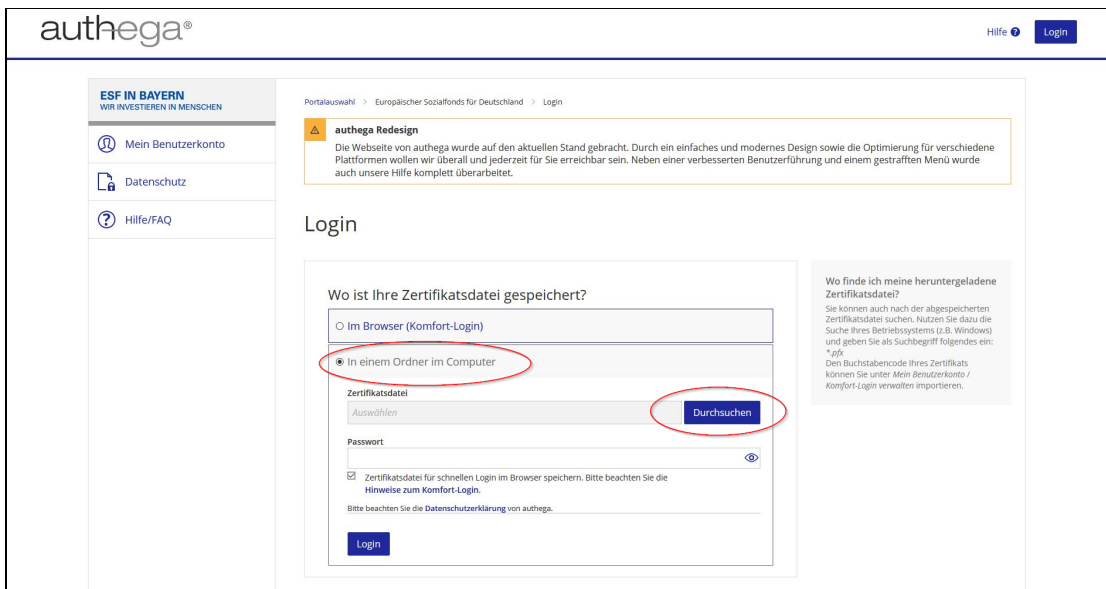 authega®
Hilfe ?
Login
ESF IN BAYERN
WIR INVESTIEREN IN MENSCHEN
Mein Benutzerkonto
Datenschutz
Hilfe/FAQ
Portalauswahl > Europäischer Sozialfonds für Deutschland > Login
authega Redesign
Die Webseite von authega wurde auf den aktuellen Stand gebracht. Durch ein einfaches und modernes Design sowie die Optimierung für verschiedene
Plattformen wollen wir überall und jederzeit für Sie erreichbar sein. Neben einer verbesserten Benutzerführung und einem gestrafften Menü wurde
auch unsere Hilfe komplett überarbeitet.
Login
Wo ist Ihre Zertifikatsdatei gespeichert?
Im Browser (Komfort-Login)
In einem Ordner im Computer
Zertifikatsdatei
Auswählen
Durchsuchen
Passwort
Zertifikatsdatei für schnellen Login im Browser speichern. Bitte beachten Sie die
Hinweise zum Komfort-Login.
Bitte beachten Sie die Datenschutzerklärung von authega.
Login
Wo finde ich meine heruntergeladene
Zertifikatsdatei?
Sie können auch nach der abgespeicherten
Zertifikatsdatei suchen. Nutzen Sie dazu die
Suche Ihres Betriebssystems (z.B. Windows)
und geben Sie als Suchbegriff folgendes ein:
*.pfx
Den Buchstabencode Ihres Zertifikats
können Sie unter Mein Benutzerkonto /
Komfort-Login verwalten importieren.